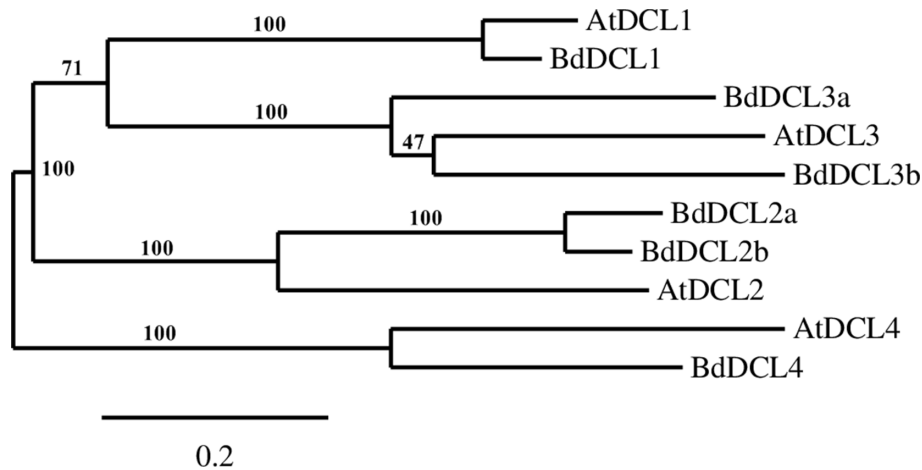 100
AtDCL1
BdDCL1
71
BdDCL3a
100
AtDCL3
47
BdDCL3b
100
BdDCL2a
100
BdDCL2b
100
AtDCL2
AtDCL4
100
BdDCL4
0.2